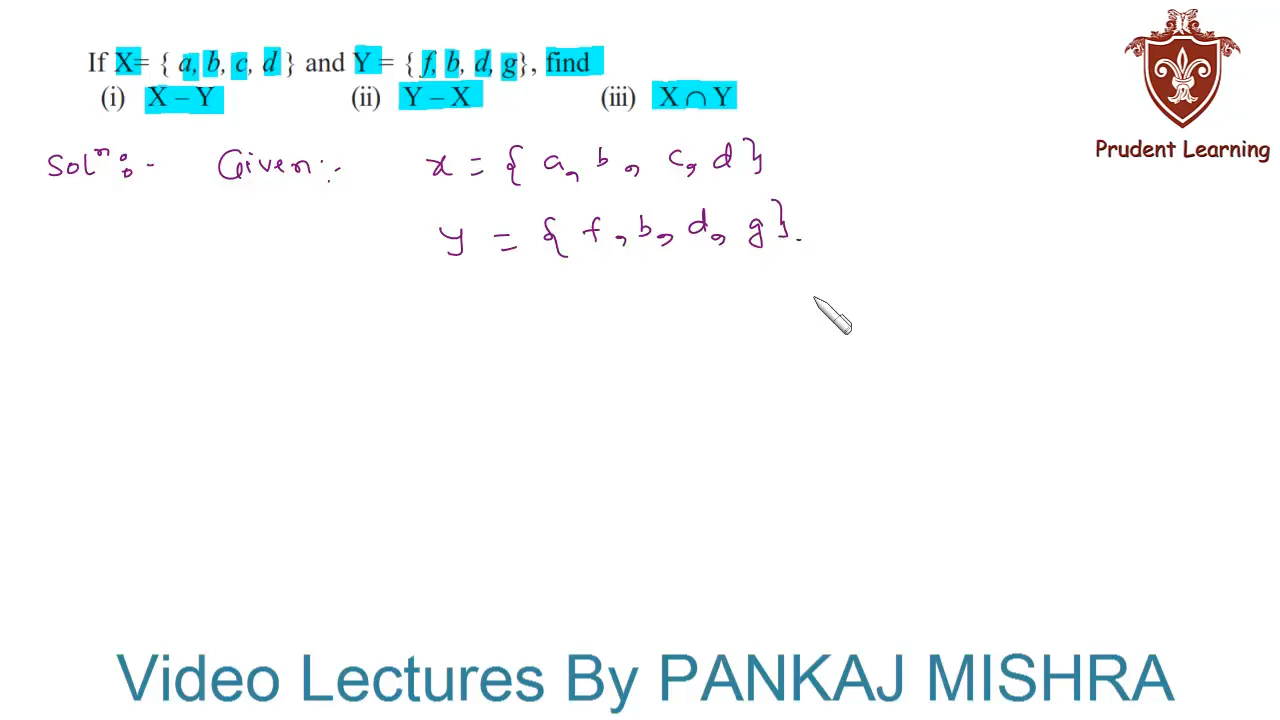 If X= { a, b, c, d } and Y = { f, b, d, g}, find
(i) X – Y (ii) Y – X (iii) X ∩ Y
Prudent Learning
Solⁿ:- Given:- x = { a, b, c, d }
y = { f, b, d, g }.
Video Lectures By PANKAJ MISHRA